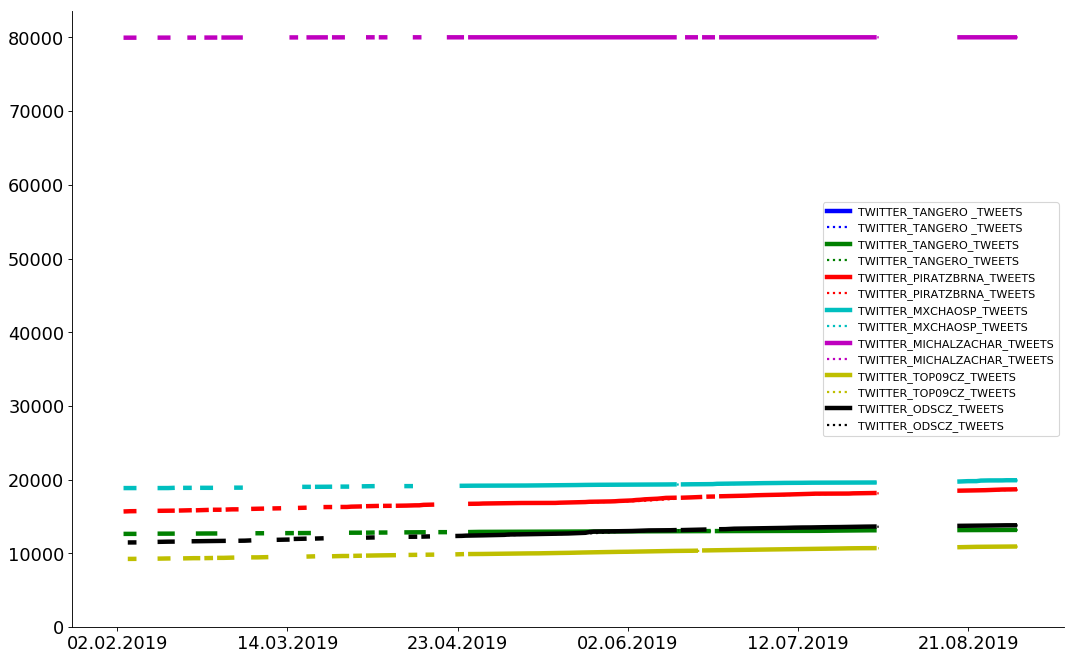 80000
70000
60000
50000
40000
30000
20000
10000
0
02.02.2019 14.03.2019 23.04.2019 02.06.2019 12.07.2019 21.08.2019
TWITTER_TANGERO _TWEETS
TWITTER_TANGERO _TWEETS
TWITTER_TANGERO_TWEETS
TWITTER_TANGERO_TWEETS
TWITTER_PIRATZBRNA_TWEETS
TWITTER_PIRATZBRNA_TWEETS
TWITTER_MXCHAOSP_TWEETS
TWITTER_MXCHAOSP_TWEETS
TWITTER_MICHALZACHAR_TWEETS
TWITTER_MICHALZACHAR_TWEETS
TWITTER_TOP09CZ_TWEETS
TWITTER_TOP09CZ_TWEETS
TWITTER_ODSCZ_TWEETS
TWITTER_ODSCZ_TWEETS